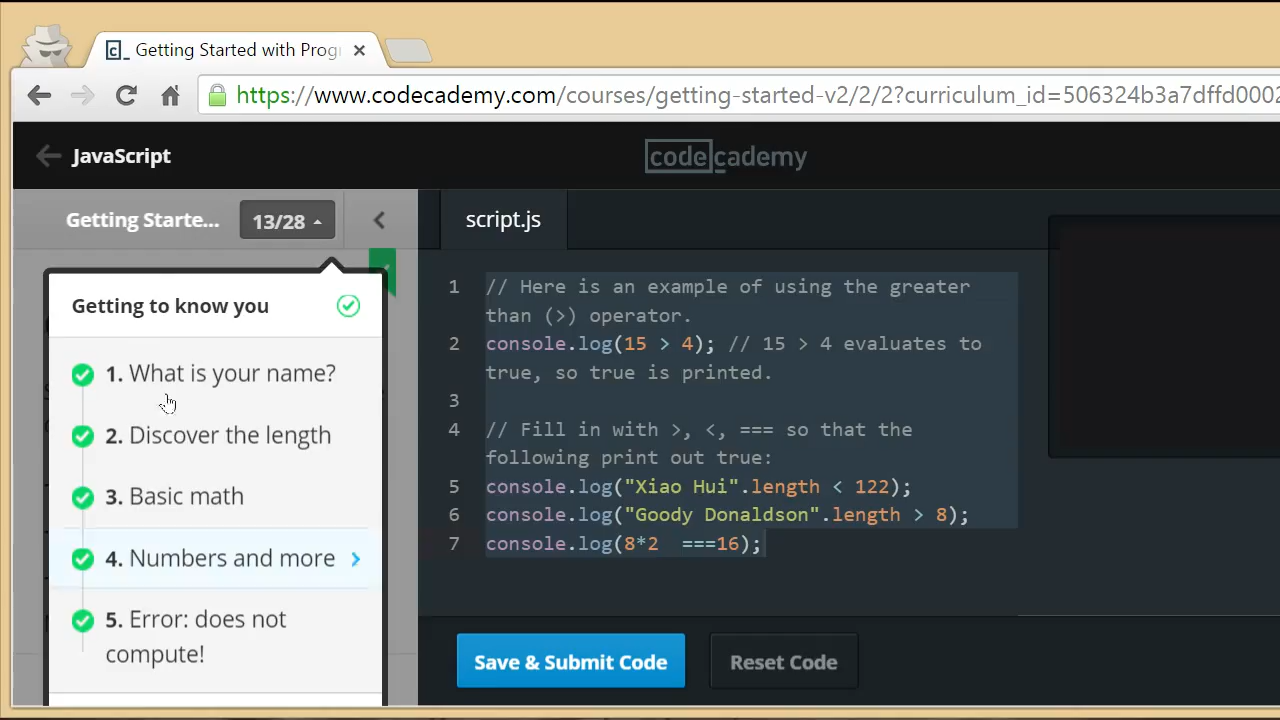 Getting Started with Prog
https://www.codecademy.com/courses/getting-started-v2/2/2?curriculum_id=506324b3a7dffd0002
JavaScript
codecademy
Getting Starte...
13/28
script.js
Getting to know you
1. What is your name?
2. Discover the length
3. Basic math
4. Numbers and more
5. Error: does not
compute!
1 // Here is an example of using the greater
than (>) operator.
2 console.log(15 > 4); // 15 > 4 evaluates to
true, so true is printed.
3
4 // Fill in with >, <, === so that the
following print out true:
5 console.log("Xiao Hui".length < 122);
6 console.log("Goody Donaldson".length > 8);
7 console.log(8*2  ===16);
Save & Submit Code
Reset Code